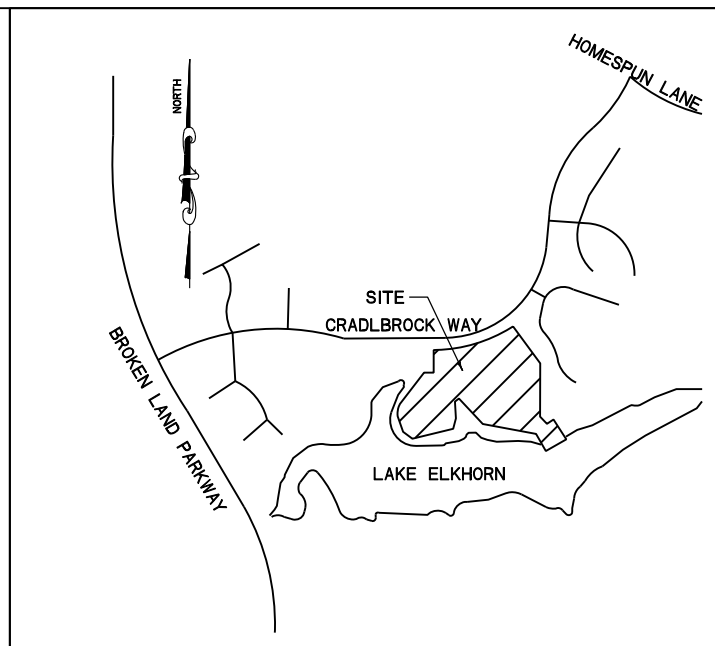 HOMESPUN LANE
NORTH
SITE
CRADLBROCK WAY
BROKEN LAND PARKWAY
LAKE ELKHORN